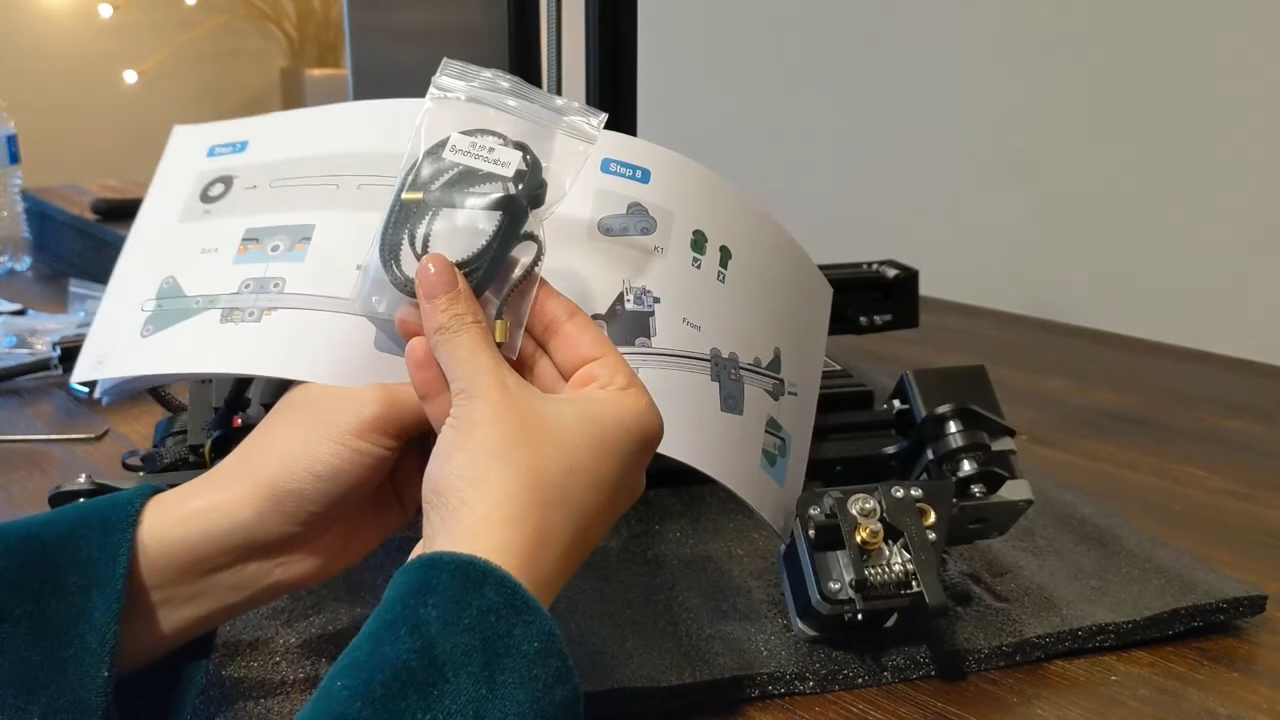 Step 7
Back
同步带
Synchronousbelt
Step 8
K1
Front